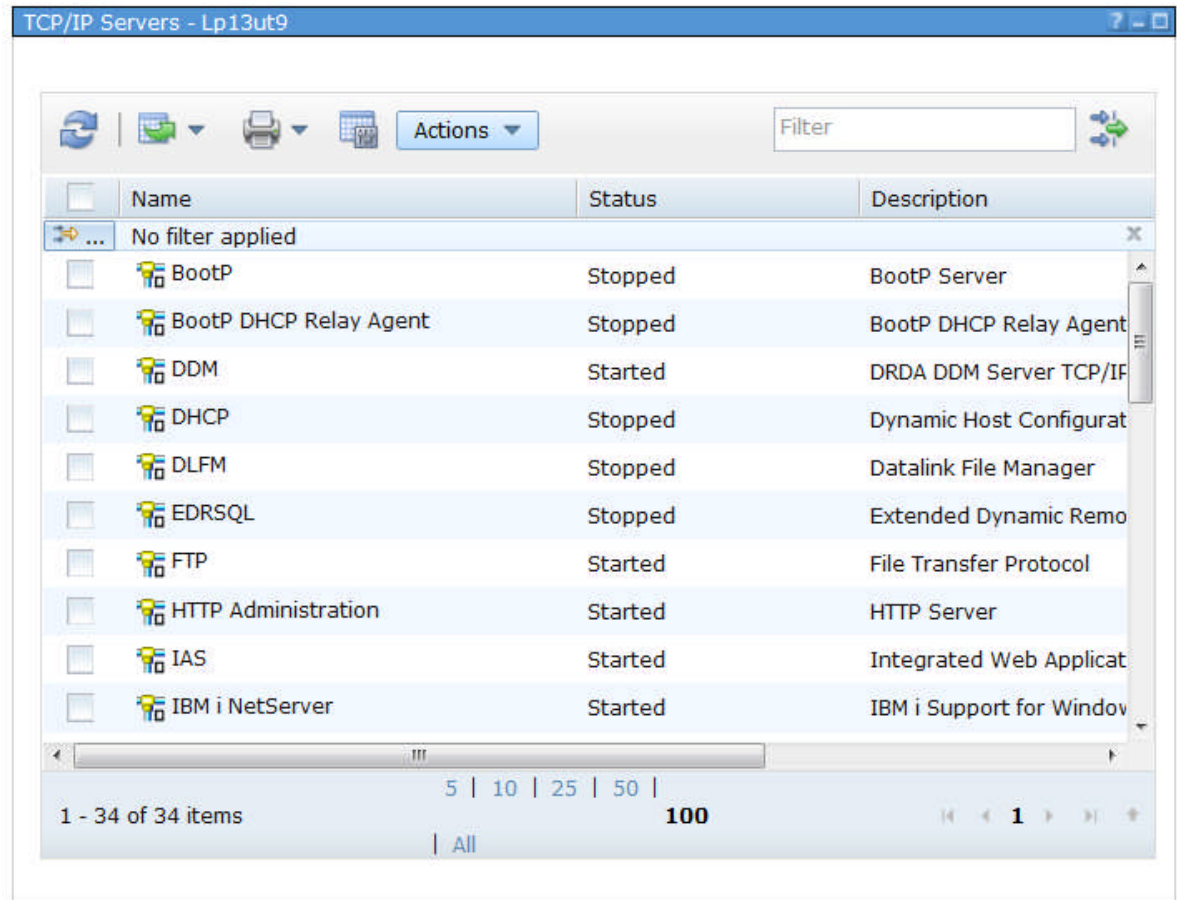 TCP/IP Servers - Lp13ut9
Actions
Filter
Name Status Description
... No filter applied
BootP Stopped BootP Server
BootP DHCP Relay Agent Stopped BootP DHCP Relay Agent
DDM Started DRDA DDM Server TCP/IP
DHCP Stopped Dynamic Host Configurat
DLFM Stopped Datalink File Manager
EDRSQL Stopped Extended Dynamic Remo
FTP Started File Transfer Protocol
HTTP Administration Started HTTP Server
IAS Started Integrated Web Applicat
IBM i NetServer Started IBM i Support for Window
5 | 10 | 25 | 50 |
1 - 34 of 34 items 100 1
| All